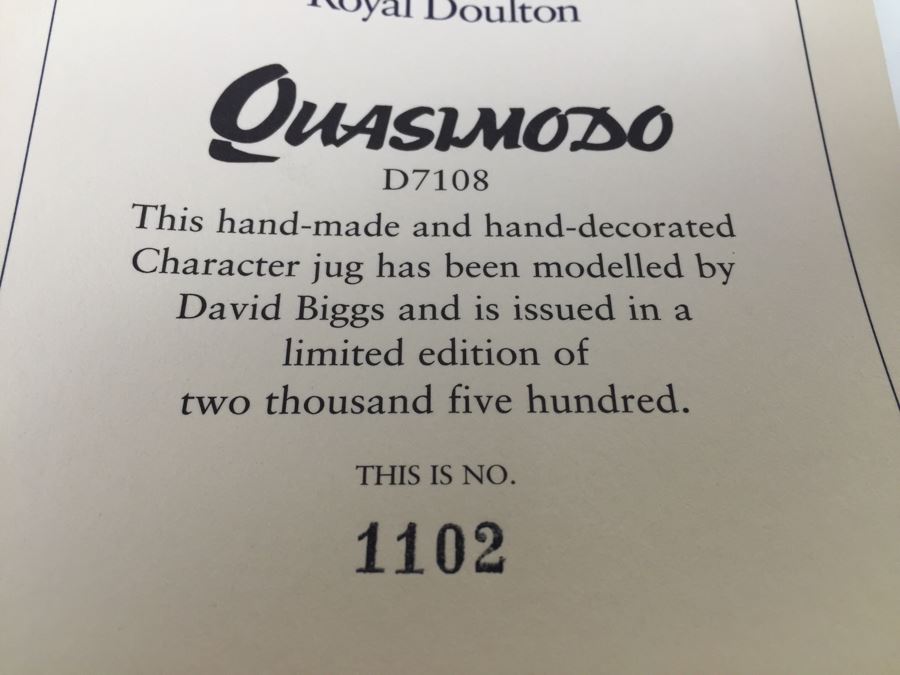 Royal Doulton
QUASIMODO
D7108
This hand-made and hand-decorated
Character jug has been modelled by
David Biggs and is issued in a
limited edition of
two thousand five hundred.
THIS IS NO.
1102